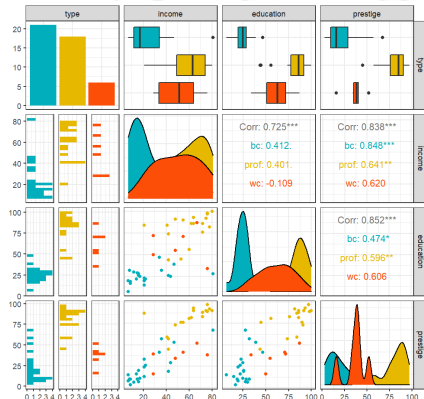 type income education prestige
20
15
10
5
0
type
80
60
40
20
Corr: 0.725***
bc: 0.412.
prof: 0.401.
wc: -0.109
Corr: 0.838***
bc: 0.848***
prof: 0.641**
wc: 0.620
income
100
75
50
25
0
Corr: 0.852***
bc: 0.474*
prof: 0.596**
wc: 0.606
education
100
75
50
25
0
prestige
0 1 2 3 4 0 1 2 3 4 0 1 2 3 4 20 40 60 80 0 25 50 75 100 0 25 50 75 100